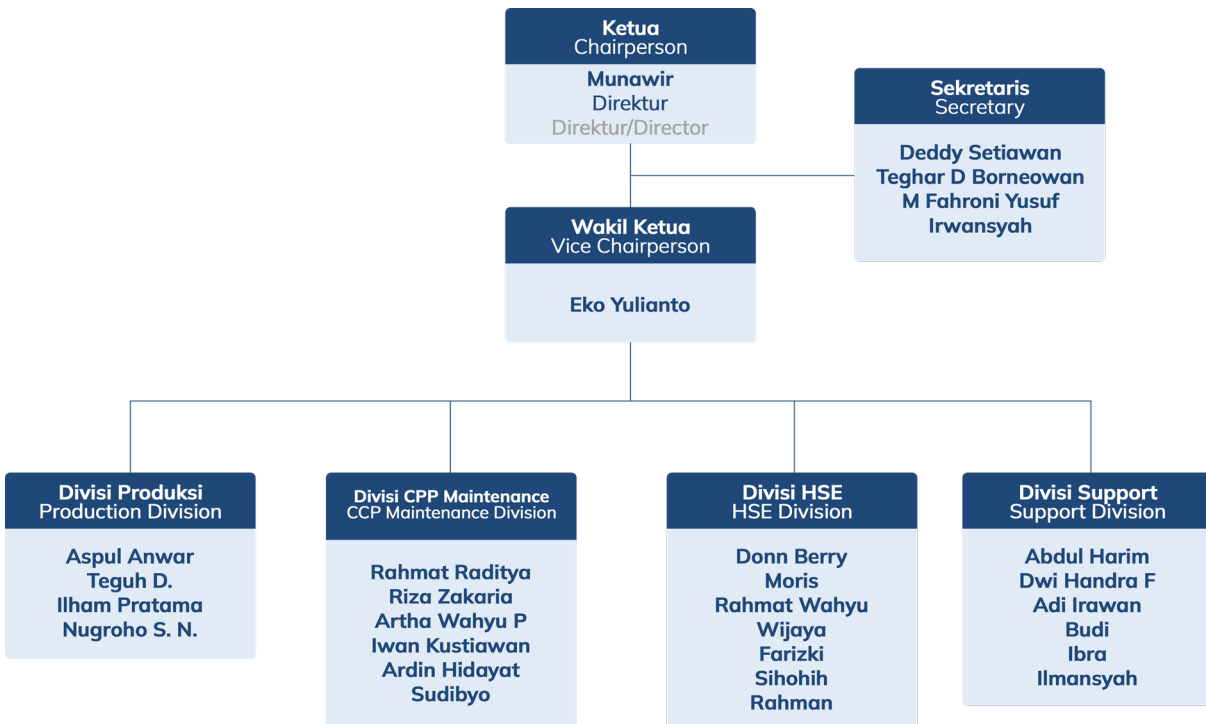 Ketua
Chairperson
Munawir
Direktur
Direktur/Director
Sekretaris
Secretary
Deddy Setiawan
Teghar D Borneowan
M Fahroni Yusuf
Irwansyah
Wakil Ketua
Vice Chairperson
Eko Yulianto
Divisi Produksi
Production Division
Aspul Anwar
Teguh D.
Ilham Pratama
Nugroho S. N.
Divisi CPP Maintenance
CCP Maintenance Division
Rahmat Raditya
Riza Zakaria
Artha Wahyu P
Iwan Kustiawan
Ardin Hidayat
Sudibyo
Divisi HSE
HSE Division
Donn Berry
Moris
Rahmat Wahyu
Wijaya
Farizki
Sihohih
Rahman
Divisi Support
Support Division
Abdul Harim
Dwi Handra F
Adi Irawan
Budi
Ibra
Ilmansyah